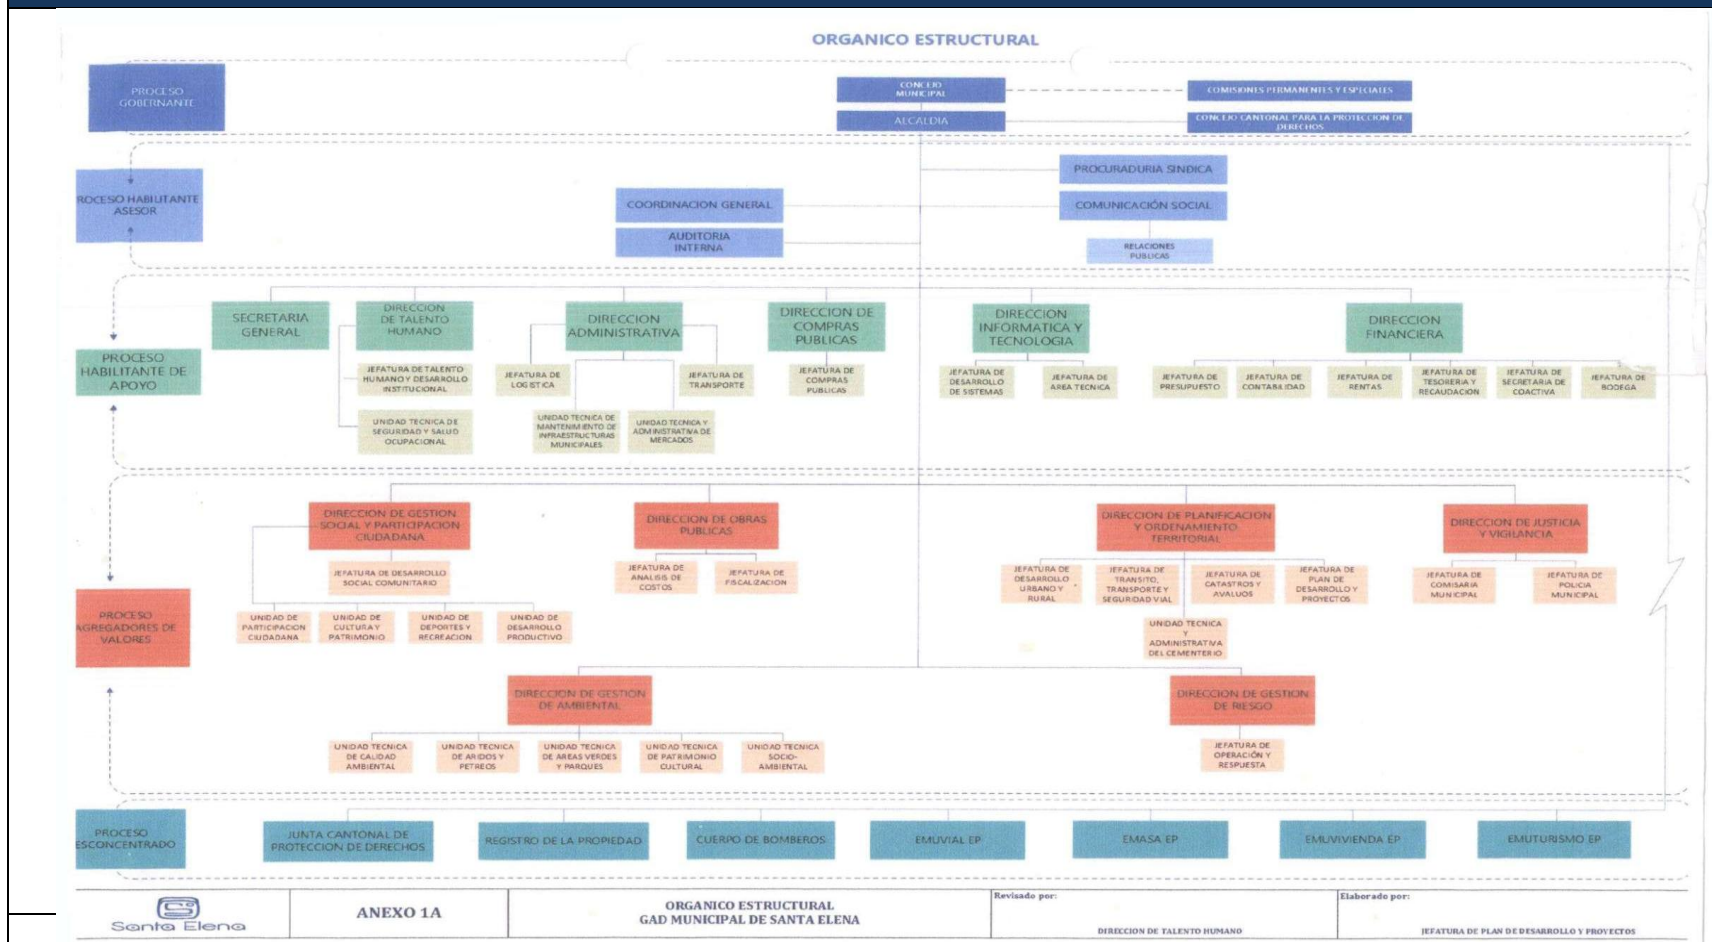 ORGANICO ESTRUCTURAL
PROCESO
GOBERNANTE
CONCEJO
MUNICIPAL
COMISIONES PERMANENTES Y ESPECIALES
ALCALDIA
CONCEJO CANTONAL PARA LA PROTECCION DE
DERECHOS
PROCURADURIA SINDICA
ROCESO HABILITANTE
ASESOR
COORDINACION GENERAL
COMUNICACIÓN SOCIAL
AUDITORIA
INTERNA
RELACIONES
PUBLICAS
SECRETARIA
GENERAL
DIRECCION
DE TALENTO
HUMANO
DIRECCION
ADMINISTRATIVA
DIRECCION DE
COMPRAS
PUBLICAS
DIRECCION
INFORMATICA Y
TECNOLOGIA
DIRECCION
FINANCIERA
PROCESO
HABILITANTE DE
APOYO
JEFATURA DE TALENTO
HUMANO Y DESARROLLO
INSTITUCIONAL
JEFATURA DE
LOGISTICA
JEFATURA DE
TRANSPORTE
JEFATURA DE
COMPRAS
PUBLICAS
JEFATURA DE
DESARROLLO
DE SISTEMAS
JEFATURA DE
AREA TECNICA
JEFATURA DE
PRESUPUESTO
JEFATURA DE
CONTABILIDAD
JEFATURA DE
RENTAS
JEFATURA DE
TESORERIA Y
RECAUDACIÓN
JEFATURA DE
SECRETARIA DE
COACTIVA
JEFATURA DE
BODEGA
UNIDAD TECNICA DE
SEGURIDAD Y SALUD
OCUPACIONAL
UNIDAD TECNICA DE
MANTENIMIENTO DE
INFRAESTRUCTURAS
MUNICIPALES
UNIDAD TECNICA Y
ADMINISTRATIVA DE
MERCADOS
DIRECCION DE GESTION
SOCIAL Y PARTICIPACION
CIUDADANA
DIRECCION DE OBRAS
PUBLICAS
DIRECCION DE PLANIFICACION
Y ORDENAMIENTO
TERRITORIAL
DIRECCION DE JUSTICIA
Y VIGILANCIA
JEFATURA DE DESARROLLO
SOCIAL COMUNITARIO
JEFATURA DE
ANALISIS DE
COSTOS
JEFATURA DE
FISCALIZACION
JEFATURA DE
DESARROLLO
URBANO Y
RURAL
JEFATURA DE
TRANSITO,
TRANSPORTE Y
SEGURIDAD VIAL
JEFATURA DE
CATASTROS Y
AVALUOS
JEFATURA DE
PLAN DE
DESARROLLO Y
PROYECTOS
JEFATURA DE
COMISARIA
MUNICIPAL
JEFATURA DE
POLICIA
MUNICIPAL
PROCESO
AGREGADORES DE
VALORES
UNIDAD DE
PARTICIPACION
CIUDADANA
UNIDAD DE
CULTURA Y
PATRIMONIO
UNIDAD DE
DEPORTES Y
RECREACION
UNIDAD DE
DESARROLLO
PRODUCTIVO
UNIDAD TECNICA
Y
ADMINISTRATIVA
DEL CEMENTERIO
DIRECCION DE GESTION
DE AMBIENTAL
DIRECCION DE GESTION
DE RIESGO
UNIDAD TECNICA
DE CALIDAD
AMBIENTAL
UNIDAD TECNICA
DE ARIDOS Y
PETREOS
UNIDAD TECNICA
DE AREAS VERDES
Y PARQUES
UNIDAD TECNICA
DE PATRIMONIO
CULTURAL
UNIDAD TECNICA
SOCIO-
AMBIENTAL
JEFATURA DE
OPERACIÓN Y
RESPUESTA
PROCESO
ESCONCENTRADO
JUNTA CANTONAL DE
PROTECCION DE DERECHOS
REGISTRO DE LA PROPIEDAD
CUERPO DE BOMBEROS
EMUVIAL EP
EMASA EP
EMUVIVIENDA EP
EMUTURISMO EP
Santa Elena
ANEXO 1A
ORGANICO ESTRUCTURAL
GAD MUNICIPAL DE SANTA ELENA
Revisado por:
DIRECCION DE TALENTO HUMANO
Elaborado por:
JEFATURA DE PLAN DE DESARROLLO Y PROYECTOS